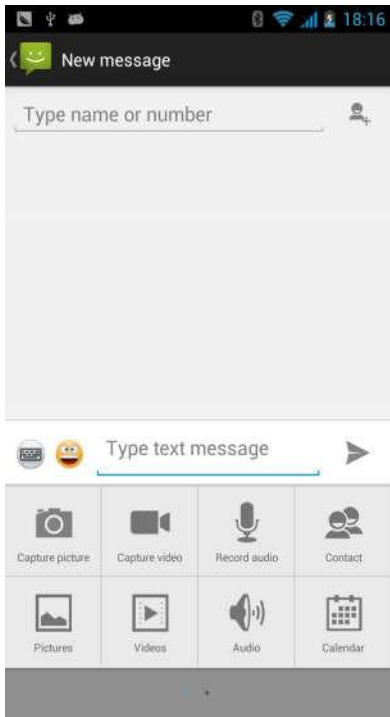 18:16
New message
Type name or number
Type text message
Capture picture Capture video Record audio Contact
Pictures Videos Audio Calendar